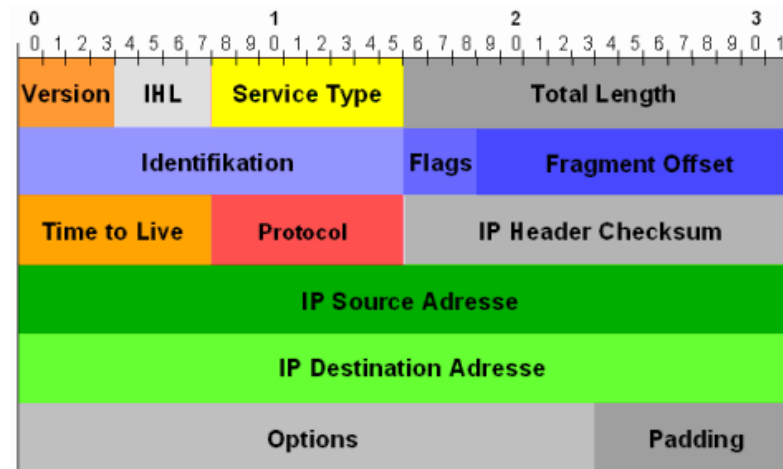 0 1 2 3
0 1 2 3 4 5 6 7 8 9 0 1 2 3 4 5 6 7 8 9 0 1 2 3 4 5 6 7 8 9 0 1
Version IHL Service Type Total Length
Identifikation Flags Fragment Offset
Time to Live Protocol IP Header Checksum
IP Source Adresse
IP Destination Adresse
Options Padding